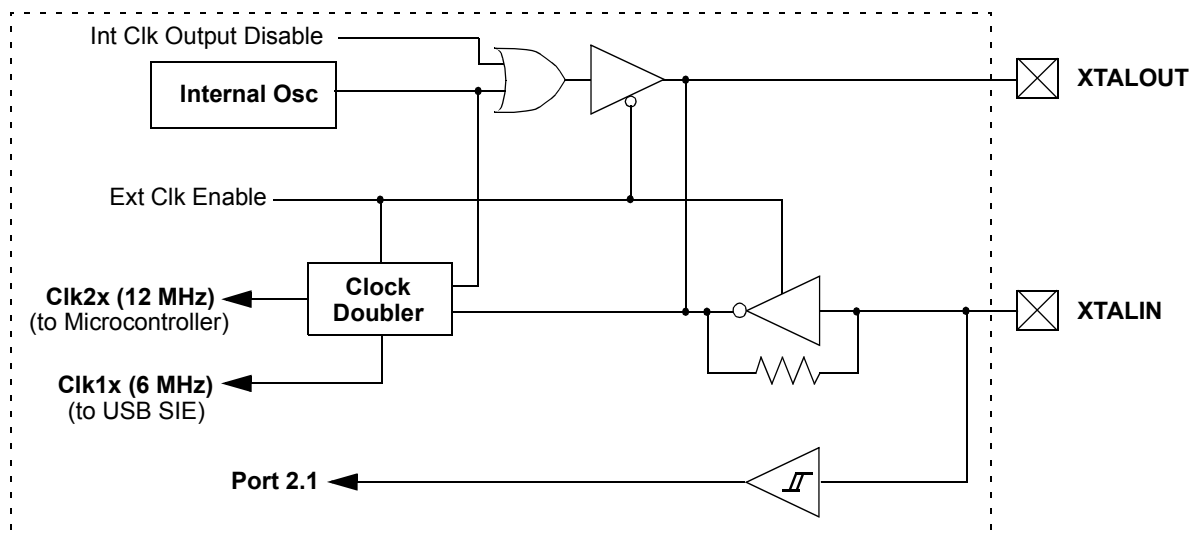 Int Clk Output Disable
Internal Osc
XTALOUT
Ext Clk Enable
Clock
Doubler
Clk2x (12 MHz)
(to Microcontroller)
XTALIN
Clk1x (6 MHz)
(to USB SIE)
Port 2.1